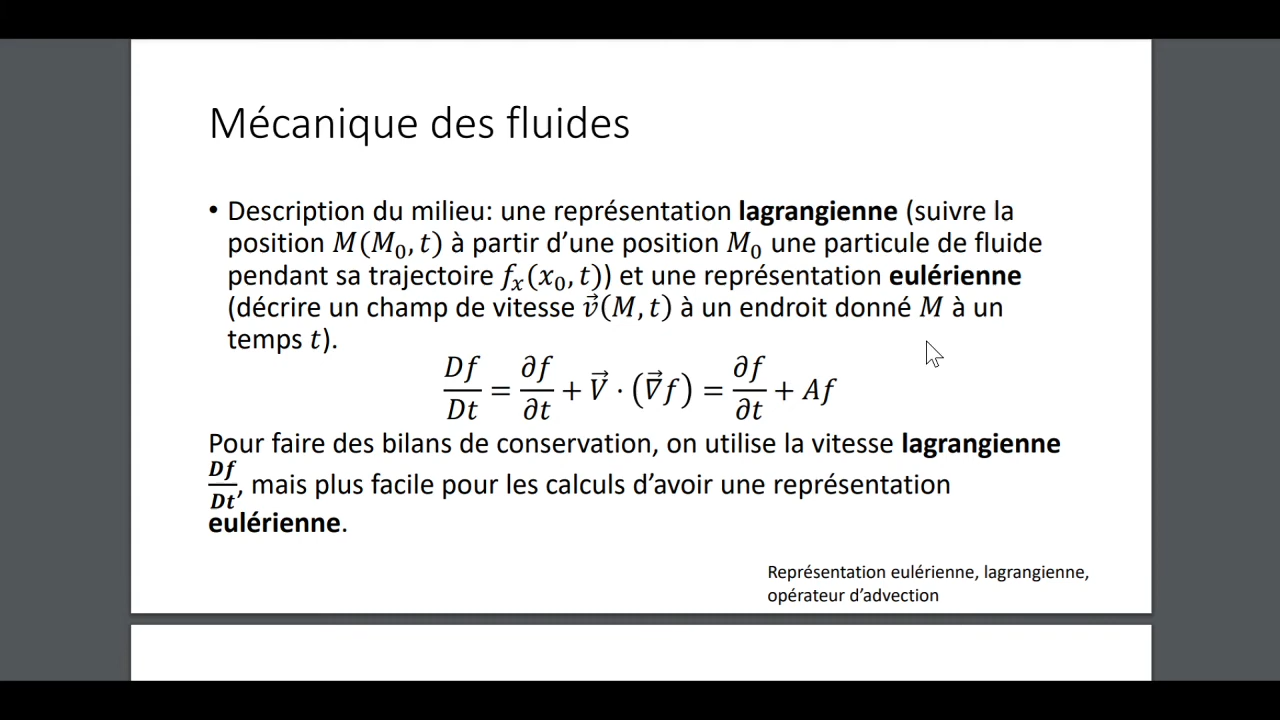 Mécanique des fluides
• Description du milieu: une représentation lagrangienne (suivre la
position M(M₀, t) à partir d’une position M₀ une particule de fluide
pendant sa trajectoire fₓ(x₀, t)) et une représentation eulérienne
(décrire un champ de vitesse v⃗(M, t) à un endroit donné M à un
temps t).
Df/Dt = ∂f/∂t + V⃗ · (∇⃗f) = ∂f/∂t + Af
Pour faire des bilans de conservation, on utilise la vitesse lagrangienne
Df/Dt, mais plus facile pour les calculs d’avoir une représentation
eulérienne.
Représentation eulérienne, lagrangienne,
opérateur d’advection